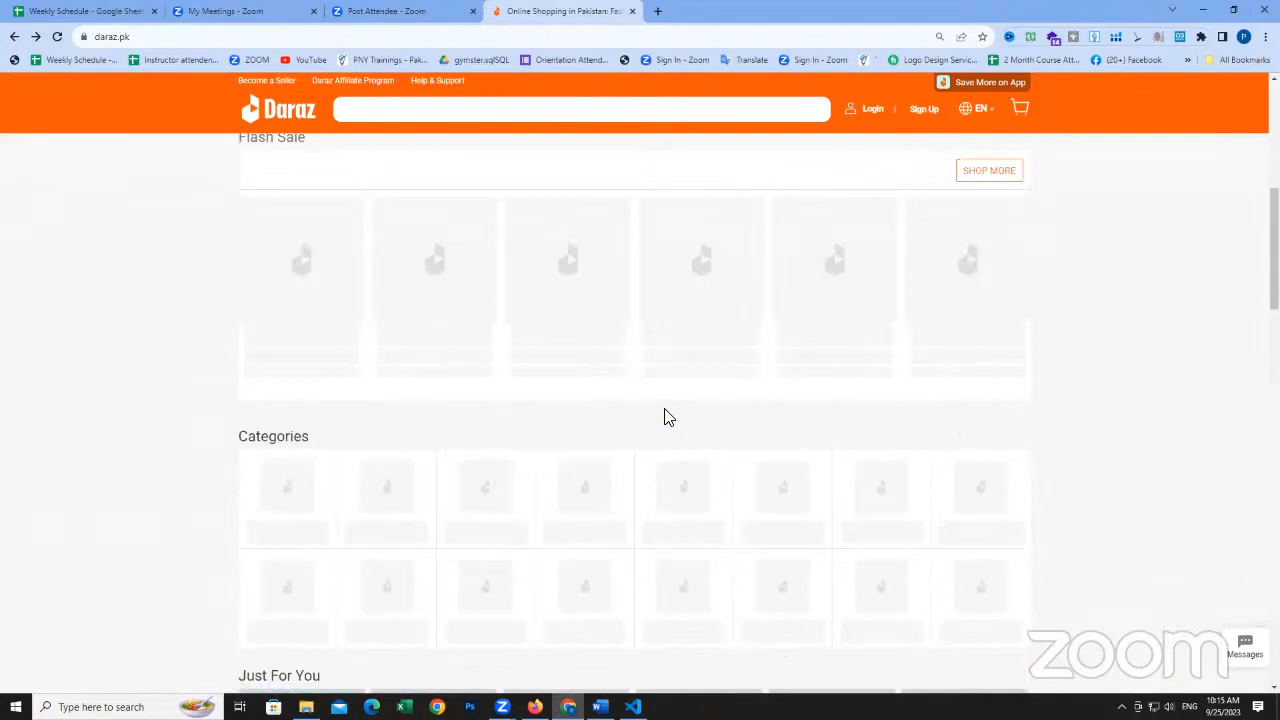 Weekly Schedule - Google Sheet
My Meetings - Zoom
Post Attendee - Zoom
Online Shopping in Pakistan: Fas
daraz.pk
Weekly Schedule -...
Instructor attenden...
ZOOM
YouTube
PNY Trainings - Pak...
gymster.sqlSQL
Orientation Attend...
Sign In - Zoom
Translate
Sign In - Zoom
Logo Design Servic...
2 Monthly Course Att...
(20+) Facebook
»
All Bookmarks
Become a Seller
Daraz Affiliate Program
Help & Support
Save More on App
Daraz
Login
|
Sign Up
EN
Flash Sale
SHOP MORE
Categories
Just For You
Messages
zoom
Type here to search
ENG
10:15 AM
9/25/2023